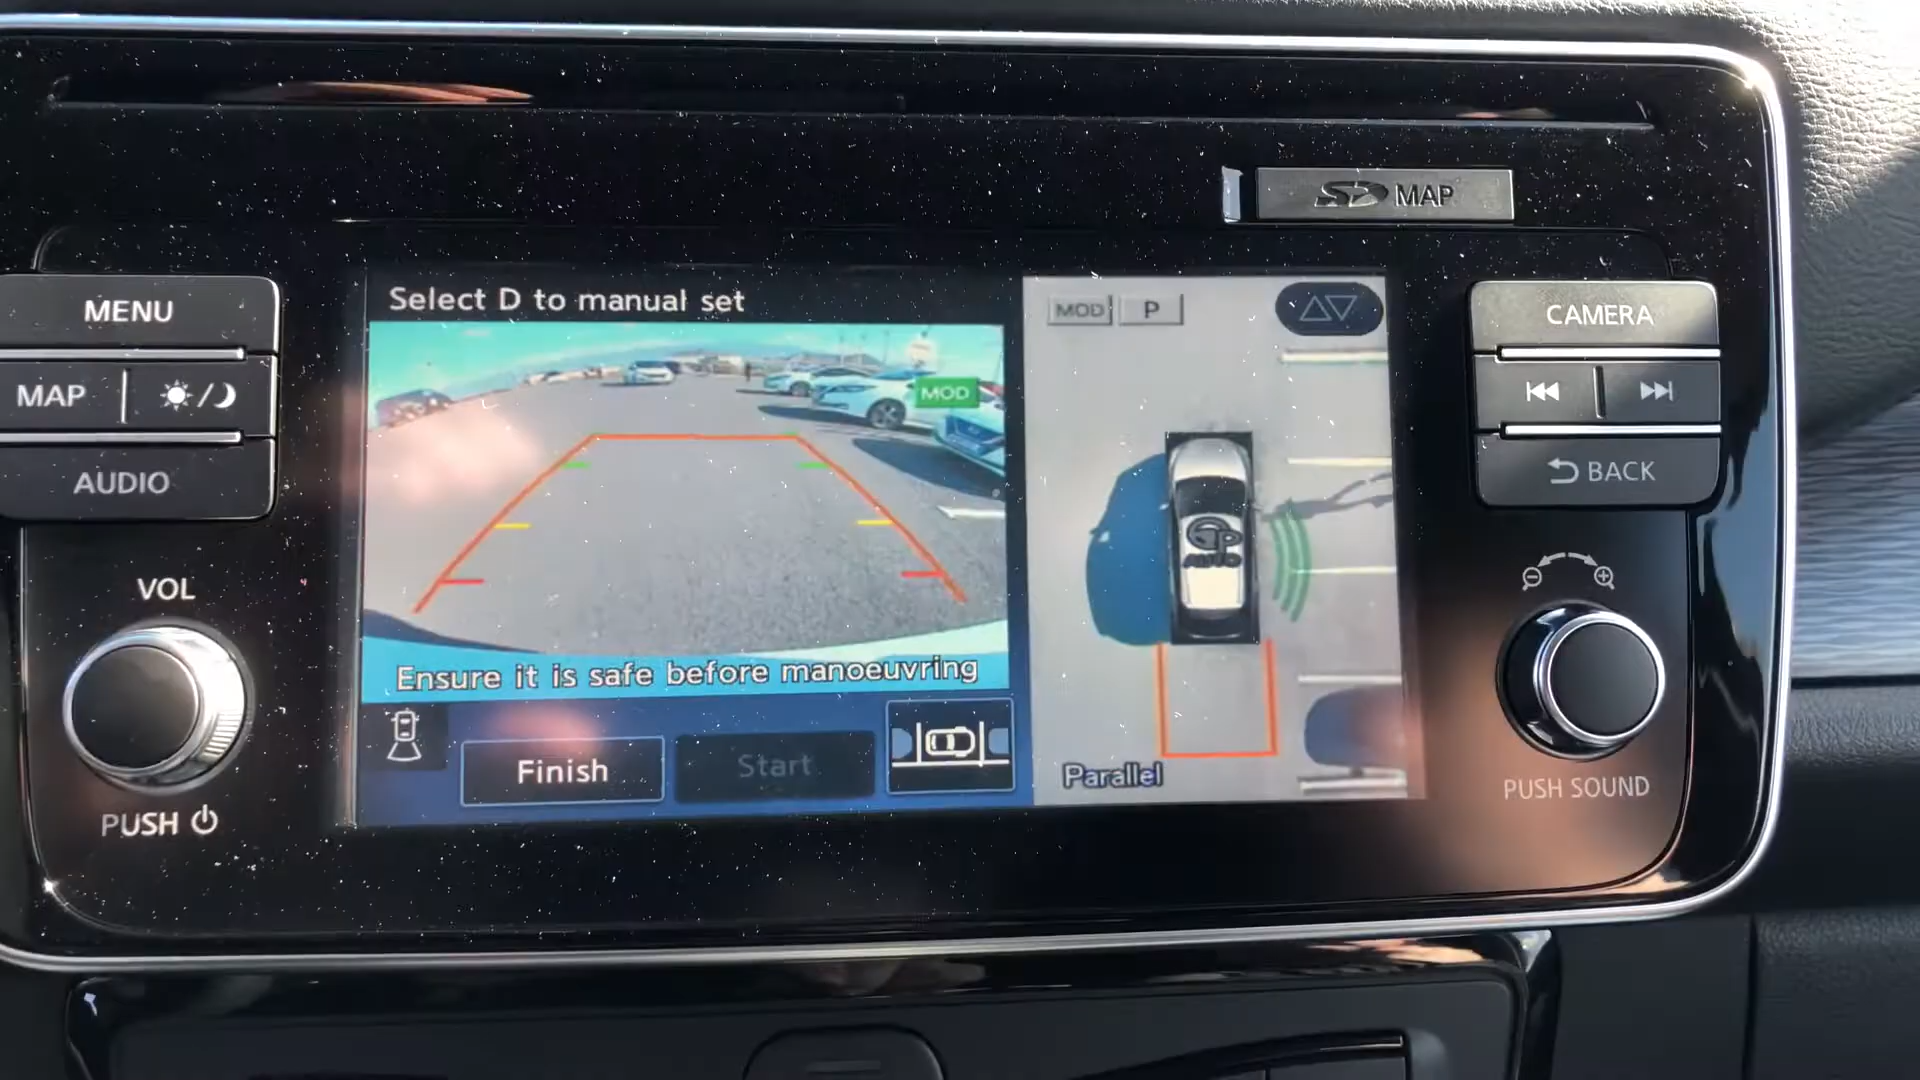 SD MAP
MENU
MAP
AUDIO
VOL
PUSH
Select D to manual set
MOD
Ensure it is safe before manoeuvring
Finish
Start
MOD P
P AUTO
Parallel
CAMERA
BACK
PUSH SOUND